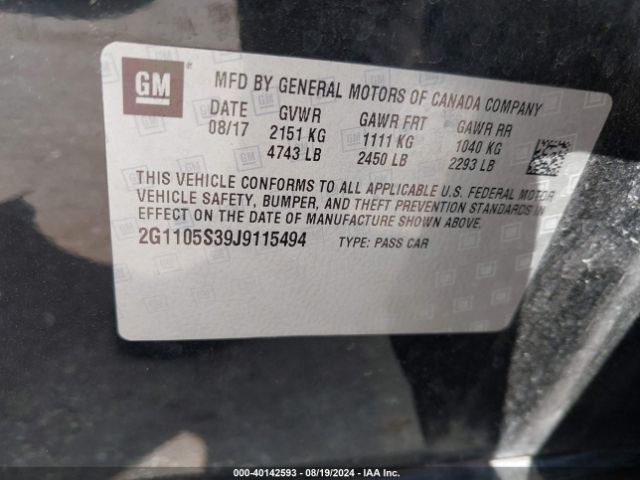 GM
MFD BY GENERAL MOTORS OF CANADA COMPANY
DATE GVWR GAWR FRT GAWR RR
08/17 2151 KG 1111 KG 1040 KG
4743 LB 2450 LB 2293 LB
THIS VEHICLE CONFORMS TO ALL APPLICABLE U.S. FEDERAL MOTOR
VEHICLE SAFETY, BUMPER, AND THEFT PREVENTION STANDARDS IN
EFFECT ON THE DATE OF MANUFACTURE SHOWN ABOVE.
2G1105S39J9115494 TYPE: PASS CAR
000-40142593 - 08/19/2024 - IAA Inc.